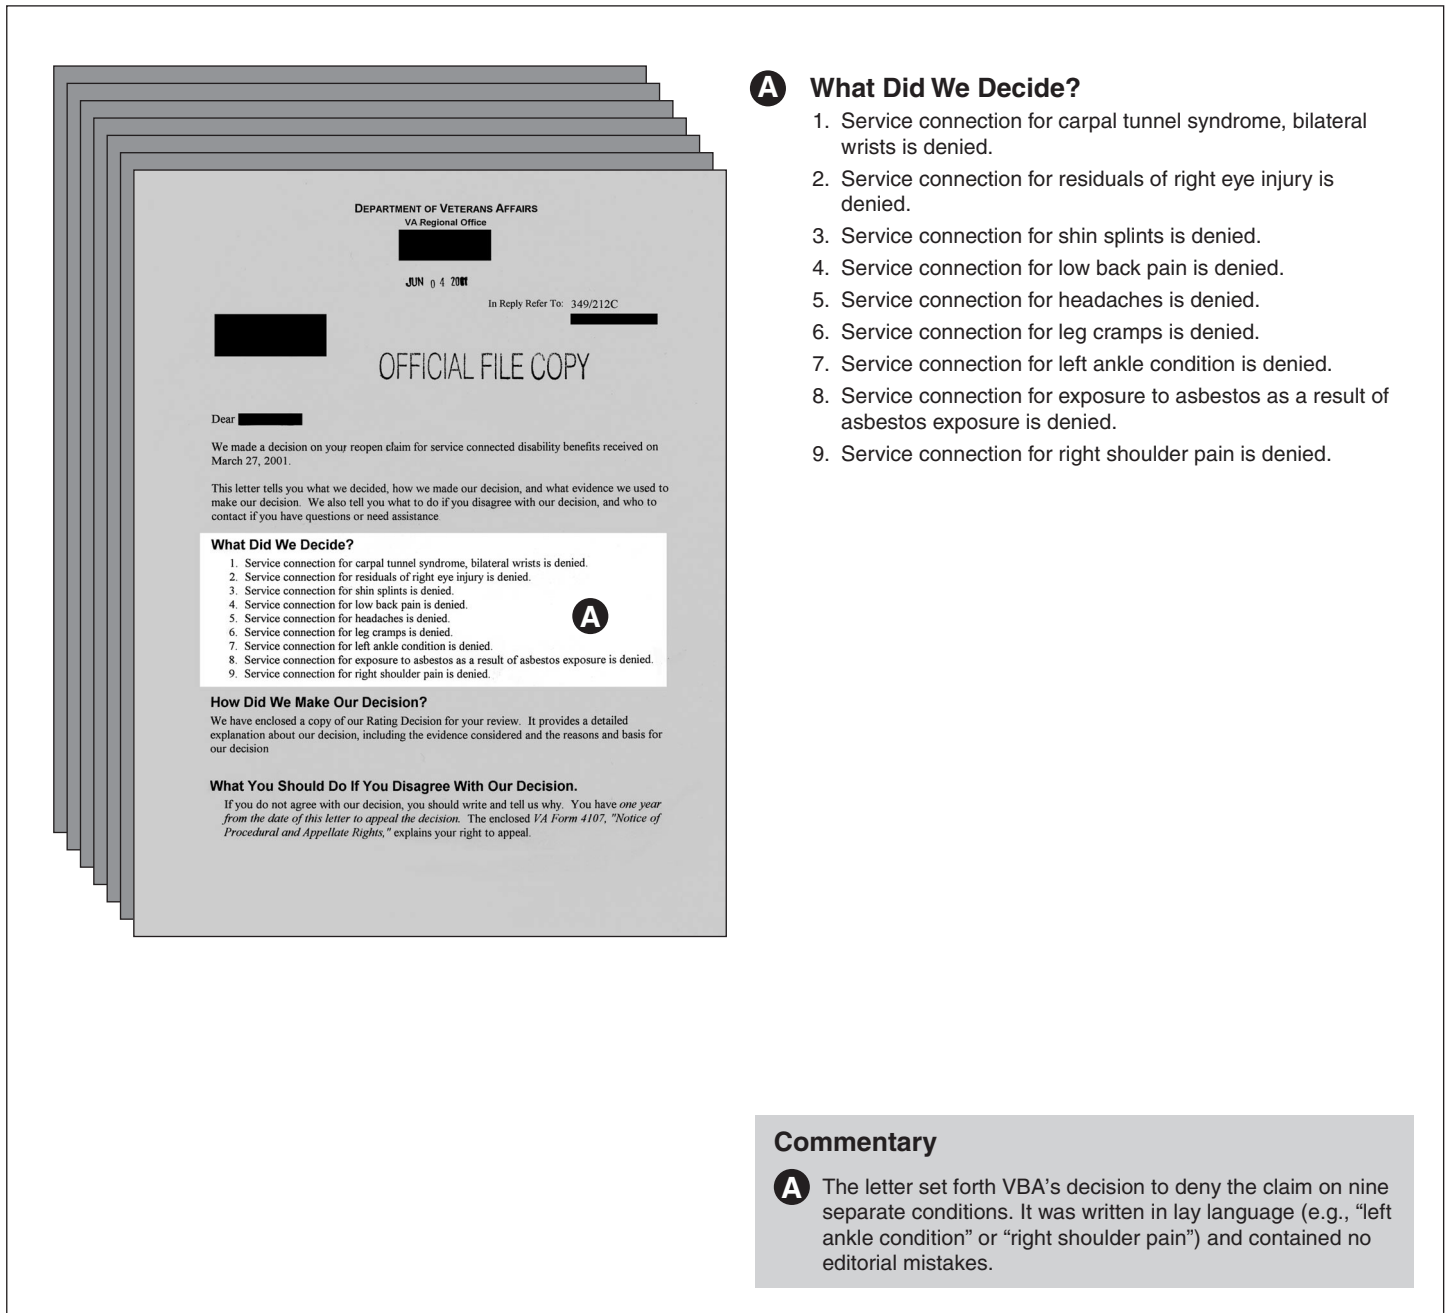 DEPARTMENT OF VETERANS AFFAIRS
VA Regional Office
JUN 04 2001
In Reply Refer To: 349/212C
OFFICIAL FILE COPY
Dear
We made a decision on your reopen claim for service connected disability benefits received on
March 27, 2001.
This letter tells you what we decided, how we made our decision, and what evidence we used to
make our decision. We also tell you what to do if you disagree with our decision, and who to
contact if you have questions or need assistance
What Did We Decide?
1. Service connection for carpal tunnel syndrome, bilateral wrists is denied.
2. Service connection for residuals of right eye injury is denied.
3. Service connection for shin splints is denied.
4. Service connection for low back pain is denied.
5. Service connection for headaches is denied.
6. Service connection for leg cramps is denied.
7. Service connection for left ankle condition is denied.
8. Service connection for exposure to asbestos as a result of asbestos exposure is denied.
9. Service connection for right shoulder pain is denied.
A
How Did We Make Our Decision?
We have enclosed a copy of our Rating Decision for your review. It provides a detailed
explanation about our decision, including the evidence considered and the reasons and basis for
our decision
What You Should Do If You Disagree With Our Decision.
If you do not agree with our decision, you should write and tell us why. You have one year
from the date of this letter to appeal the decision. The enclosed VA Form 4107, "Notice of
Procedural and Appellate Rights," explains your right to appeal.
A What Did We Decide?
1. Service connection for carpal tunnel syndrome, bilateral
wrists is denied.
2. Service connection for residuals of right eye injury is
denied.
3. Service connection for shin splints is denied.
4. Service connection for low back pain is denied.
5. Service connection for headaches is denied.
6. Service connection for leg cramps is denied.
7. Service connection for left ankle condition is denied.
8. Service connection for exposure to asbestos as a result of
asbestos exposure is denied.
9. Service connection for right shoulder pain is denied.
Commentary
A The letter set forth VBA’s decision to deny the claim on nine
separate conditions. It was written in lay language (e.g., “left
ankle condition” or “right shoulder pain”) and contained no
editorial mistakes.